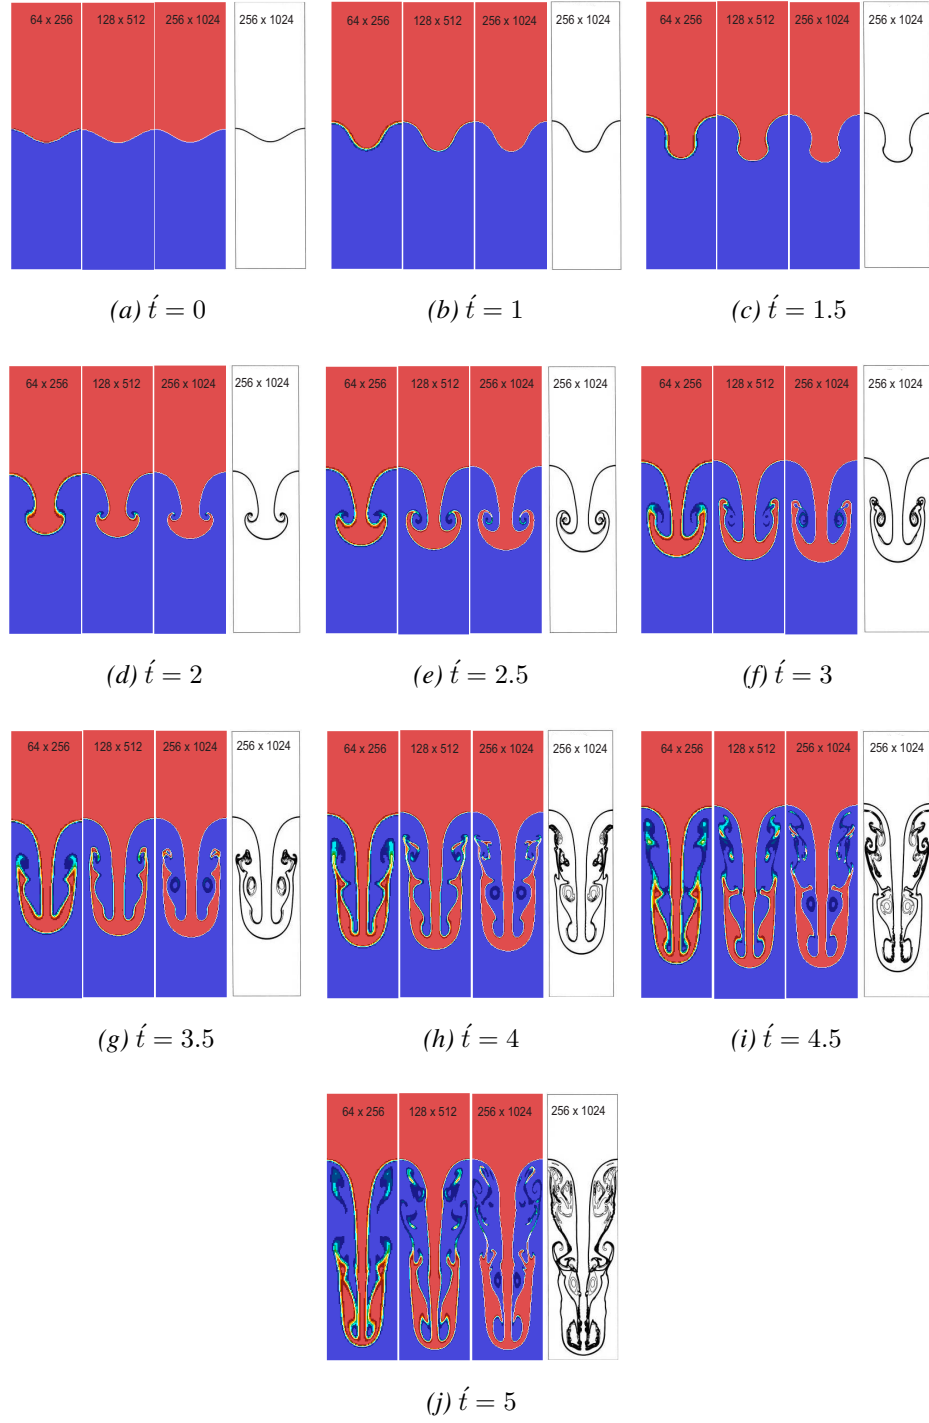 64 x 256 128 x 512 256 x 1024 256 x 1024
64 x 256 128 x 512 256 x 1024 256 x 1024
64 x 256 128 x 512 256 x 1024 256 x 1024
(a) t́ = 0
(b) t́ = 1
(c) t́ = 1.5
64 x 256 128 x 512 256 x 1024 256 x 1024
64 x 256 128 x 512 256 x 1024 256 x 1024
64 x 256 128 x 512 256 x 1024 256 x 1024
(d) t́ = 2
(e) t́ = 2.5
(f) t́ = 3
64 x 256 128 x 512 256 x 1024 256 x 1024
64 x 256 128 x 512 256 x 1024 256 x 1024
64 x 256 128 x 512 256 x 1024 256 x 1024
(g) t́ = 3.5
(h) t́ = 4
(i) t́ = 4.5
64 x 256 128 x 512 256 x 1024 256 x 1024
(j) t́ = 5